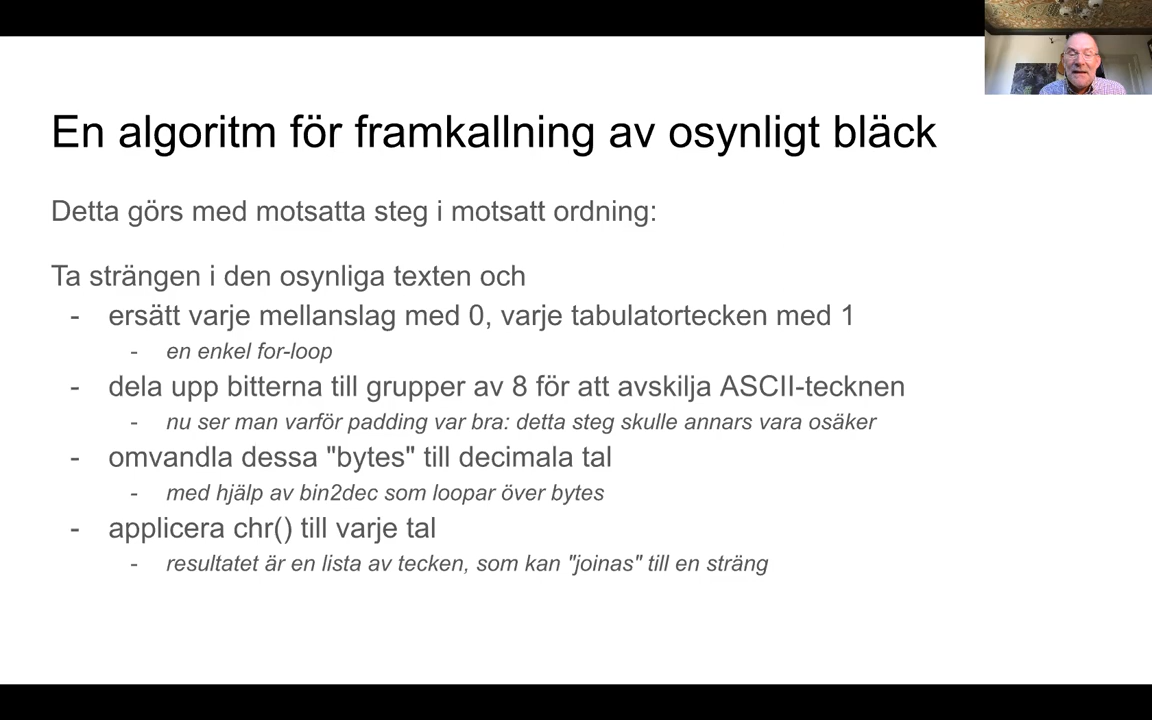 En algoritm för framkallning av osynligt bläck
Detta görs med motsatta steg i motsatt ordning:
Ta strängen i den osynliga texten och
- ersätt varje mellanslag med 0, varje tabulatortecken med 1
- en enkel for-loop
- dela upp bitterna till grupper av 8 för att avskilja ASCII-tecknen
- nu ser man varför padding var bra: detta steg skulle annars vara osäker
- omvandla dessa "bytes" till decimala tal
- med hjälp av bin2dec som loopar över bytes
- applicera chr() till varje tal
- resultatet är en lista av tecken, som kan "joinas" till en sträng